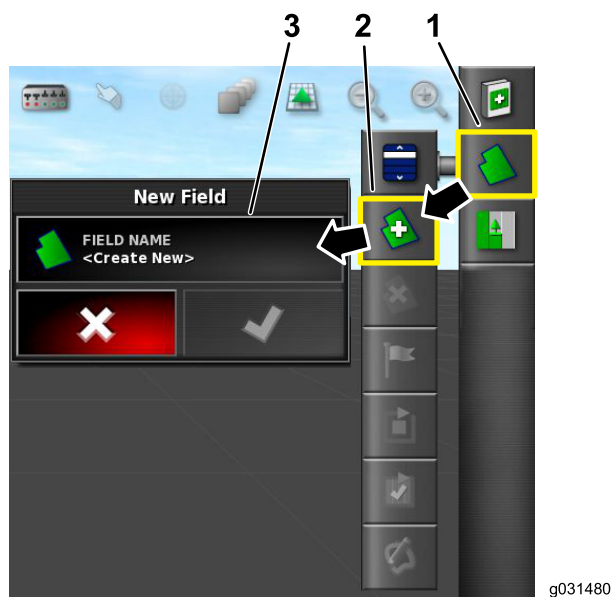 3 2 1
New Field
FIELD NAME
<Create New>
g031480